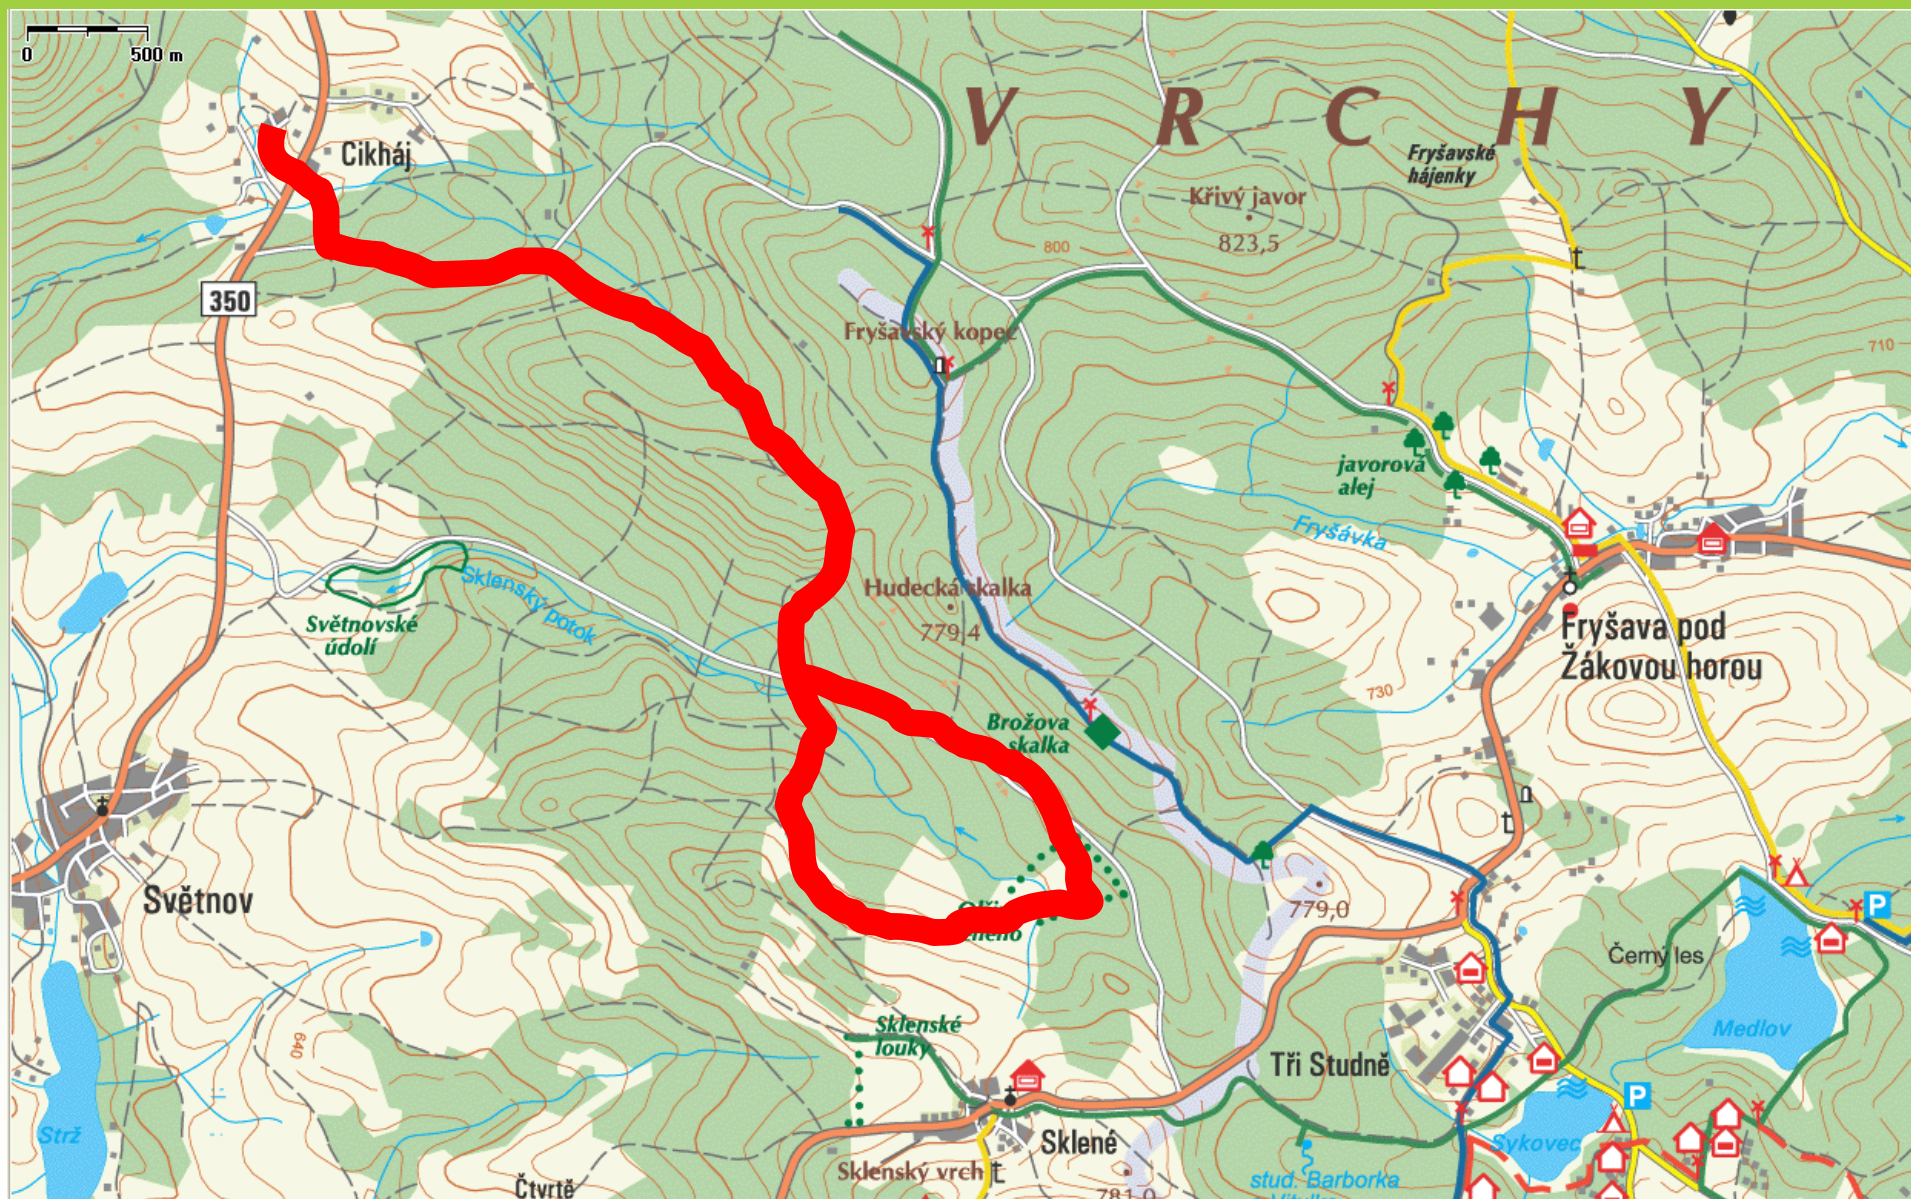 0 500 m
V R C H Y
Cikháj
Fryšavské
hájenky
Křivý javor
823,5
800
350
Fryšavský kopec
710
javorová
alej
Fryšávka
Sklenský potok
Hudecká skalka
779,4
Světnovské
údolí
Fryšava pod
Žákovou horou
730
Brožova
skalka
Světnov
779,0
P
Černý les
Medlov
Sklenské
louky
640
Tři Studně
P
Strž
Sklené
Sykovec
Sklenský vrch
stud. Barborka
Čtvrtě
781,0